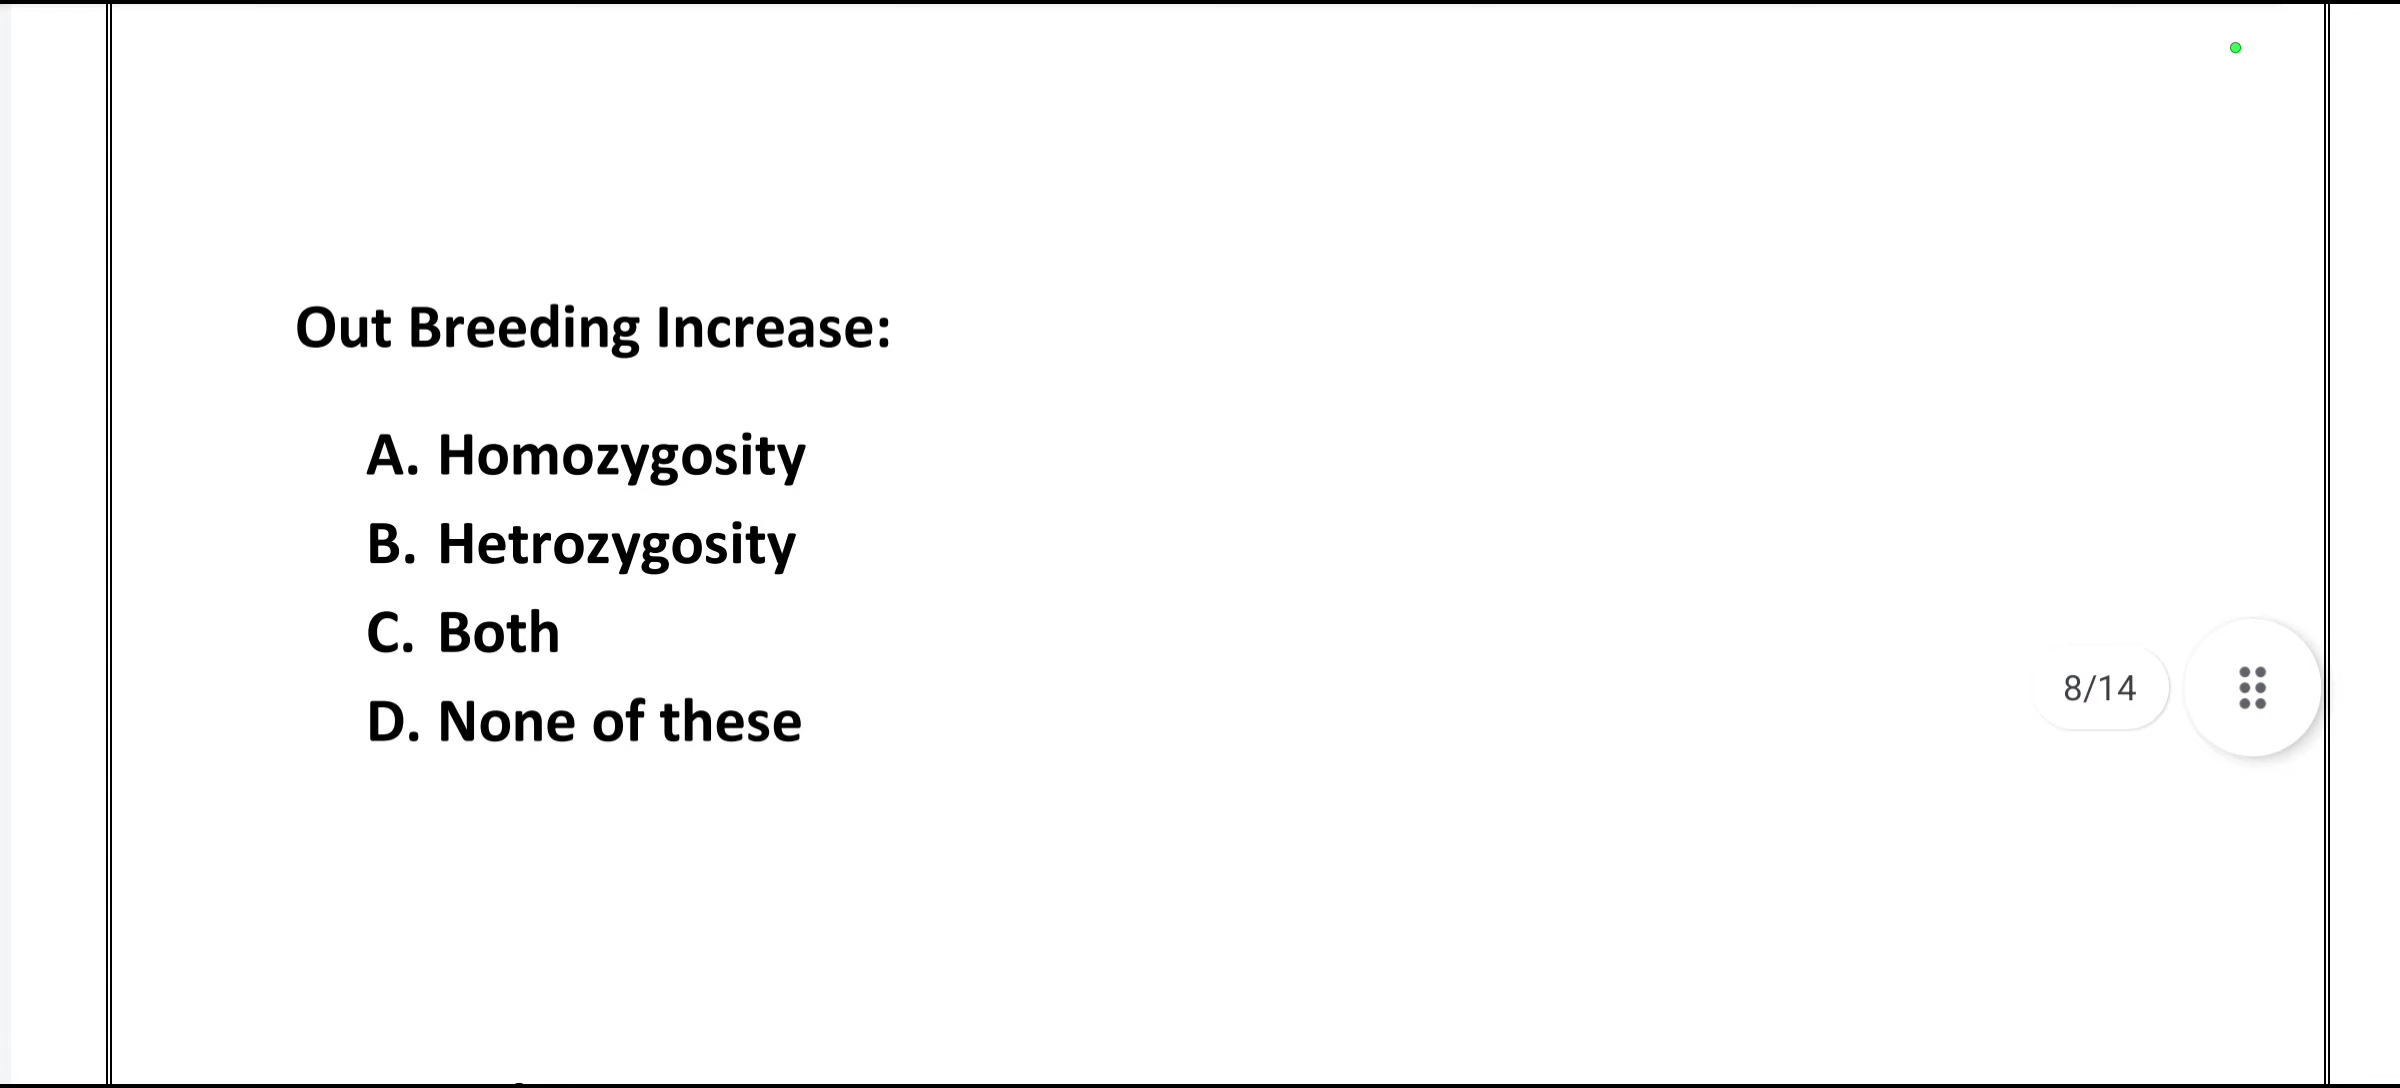 Out Breeding Increase:
A. Homozygosity
B. Hetrozygosity
C. Both
D. None of these
8/14